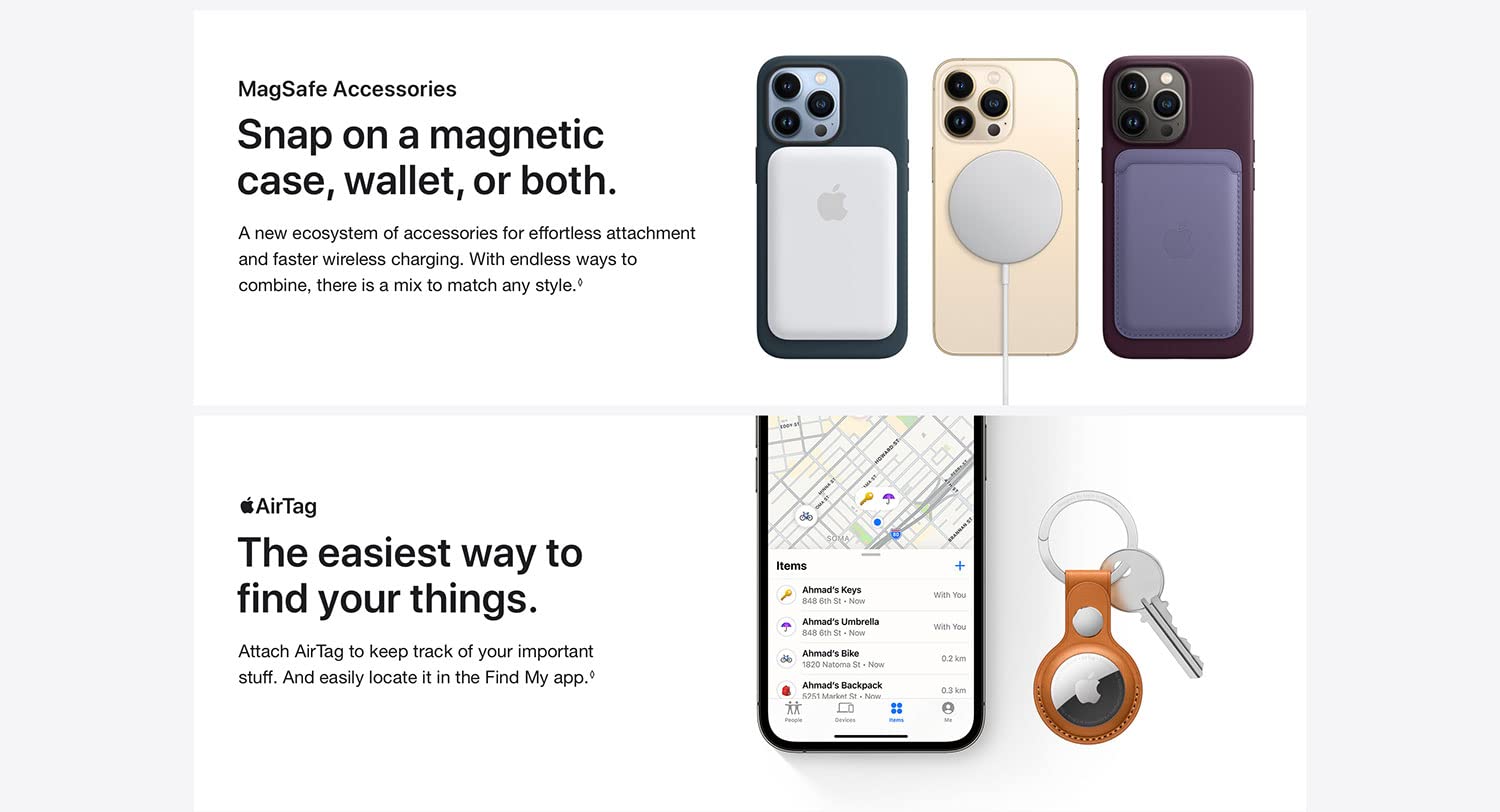 MagSafe Accessories
Snap on a magnetic
case, wallet, or both.
A new ecosystem of accessories for effortless attachment
and faster wireless charging. With endless ways to
combine, there is a mix to match any style.◊
AirTag
The easiest way to
find your things.
Attach AirTag to keep track of your important
stuff. And easily locate it in the Find My app.◊
EDDY ST
HOWARD ST
MINNA ST
4TH ST
BRANNAN ST
SOMA
80
Items +
Ahmad's Keys
848 6th St • Now
With You
Ahmad's Umbrella
848 6th St • Now
With You
Ahmad's Bike
1820 Natoma St • Now
0.2 km
Ahmad's Backpack
5251 Market St • Now
0.3 km
People
Devices
Items
Me